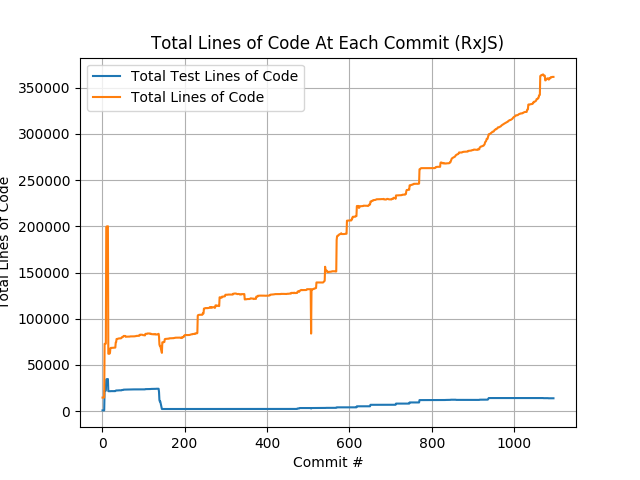 Total Lines of Code At Each Commit (RxJS)
Total Test Lines of Code
Total Lines of Code
350000
300000
250000
200000
150000
100000
50000
0
Total Lines of Code
0
200
400
600
800
1000
Commit #